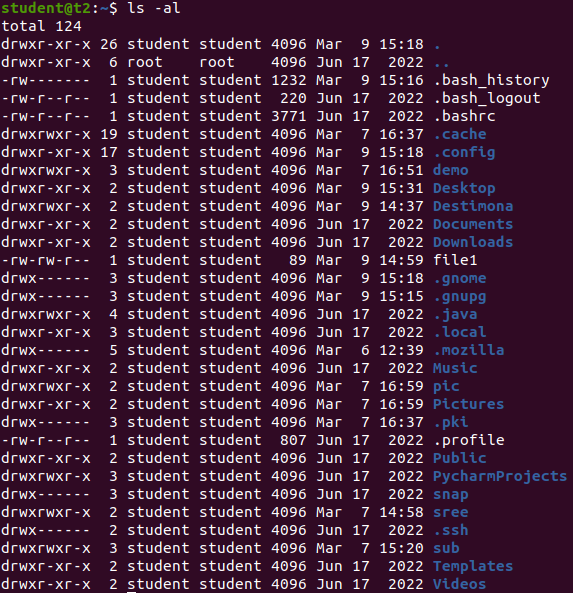 student@t2:~$ ls -al
total 124
drwxr-xr-x 26 student student 4096 Mar  9 15:18 .
drwxr-xr-x  6 root    root    4096 Jun 17  2022 ..
-rw-------  1 student student 1232 Mar  9 15:16 .bash_history
-rw-r--r--  1 student student  220 Jun 17  2022 .bash_logout
-rw-r--r--  1 student student 3771 Jun 17  2022 .bashrc
drwxrwxr-x 19 student student 4096 Mar  7 16:37 .cache
drwxr-xr-x 17 student student 4096 Mar  9 15:18 .config
drwxrwxr-x  3 student student 4096 Mar  7 16:51 demo
drwxr-xr-x  2 student student 4096 Mar  9 15:31 Desktop
drwxrwxr-x  2 student student 4096 Mar  9 14:37 Destimona
drwxr-xr-x  2 student student 4096 Jun 17  2022 Documents
drwxr-xr-x  2 student student 4096 Jun 17  2022 Downloads
-rw-rw-r--  1 student student   89 Mar  9 14:59 file1
drwx------  3 student student 4096 Mar  9 15:18 .gnome
drwx------  3 student student 4096 Mar  9 15:15 .gnupg
drwxrwxr-x  4 student student 4096 Jun 17  2022 .java
drwxr-xr-x  3 student student 4096 Jun 17  2022 .local
drwx------  5 student student 4096 Mar  6 12:39 .mozilla
drwxr-xr-x  2 student student 4096 Jun 17  2022 Music
drwxrwxr-x  2 student student 4096 Mar  7 16:59 pic
drwxr-xr-x  2 student student 4096 Mar  7 16:59 Pictures
drwx------  3 student student 4096 Mar  7 16:37 .pki
-rw-r--r--  1 student student  807 Jun 17  2022 .profile
drwxr-xr-x  2 student student 4096 Jun 17  2022 Public
drwxrwxr-x  3 student student 4096 Jun 17  2022 PycharmProjects
drwx------  3 student student 4096 Jun 17  2022 snap
drwxrwxr-x  2 student student 4096 Mar  7 14:58 sree
drwx------  2 student student 4096 Jun 17  2022 .ssh
drwxrwxr-x  3 student student 4096 Mar  7 15:20 sub
drwxr-xr-x  2 student student 4096 Jun 17  2022 Templates
drwxr-xr-x  2 student student 4096 Jun 17  2022 Videos